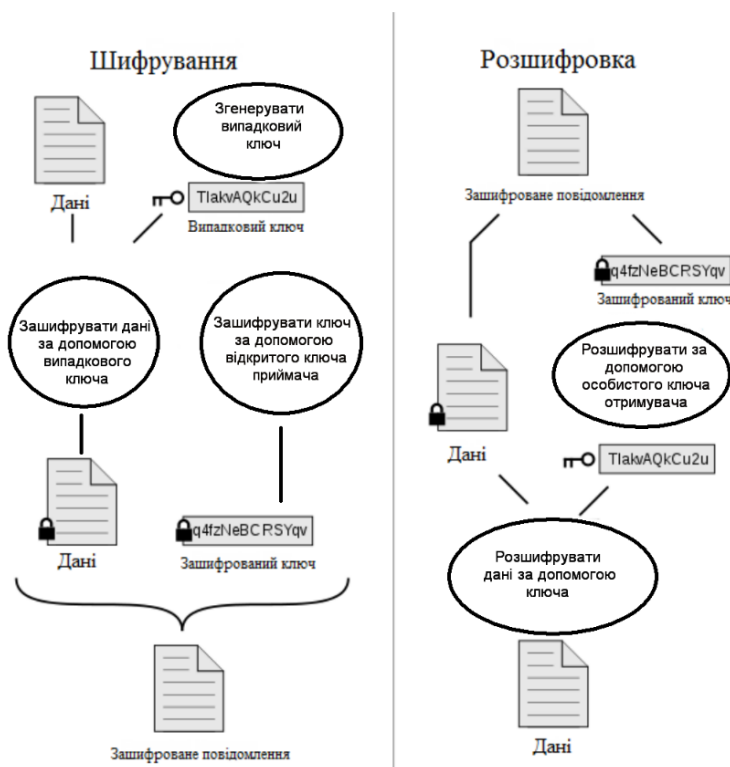 Шифрування
Згенерувати
випадковий
ключ
Дані
TIakvAQkCu2u
Випадковий ключ
Зашифрувати дані
за допомогою
випадкового
ключа
Зашифрувати ключ
за допомогою
відкритого ключа
приймача
Дані
q4fzNeBCRSYqv
Зашифрований ключ
Зашифроване повідомлення
Розшифровка
Зашифроване повідомлення
q4fzNeBCRSYqv
Зашифрований ключ
Розшифрувати за
допомогою
особистого ключа
отримувача
Дані
TIakvAQkCu2u
Розшифрувати
дані за допомогою
ключа
Дані